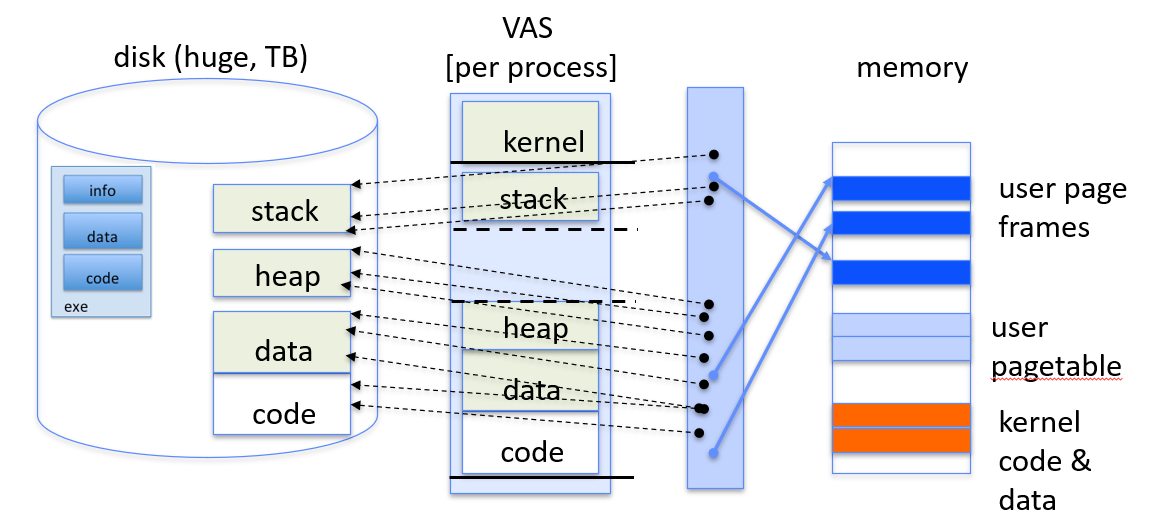 disk (huge, TB)
info
data
code
exe
stack
heap
data
code
VAS
[per process]
kernel
stack
heap
data
code
memory
user page
frames
user
pagetable
kernel
code &
data